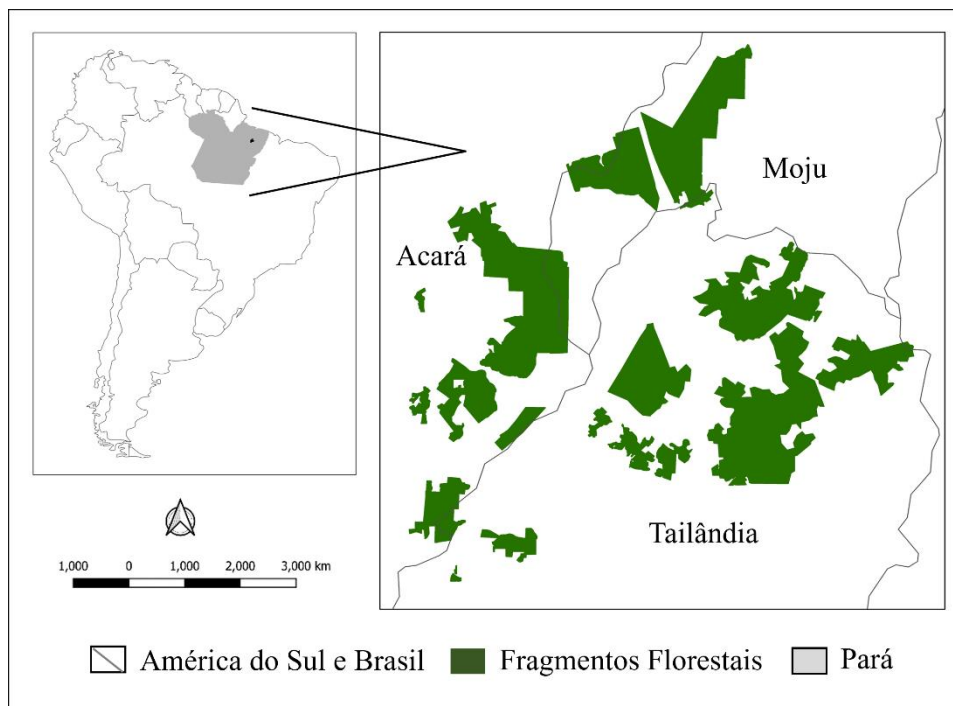 Moju
Acará
Tailândia
1,000 0 1,000 2,000 3,000 km
América do Sul e Brasil Fragmentos Florestais Pará